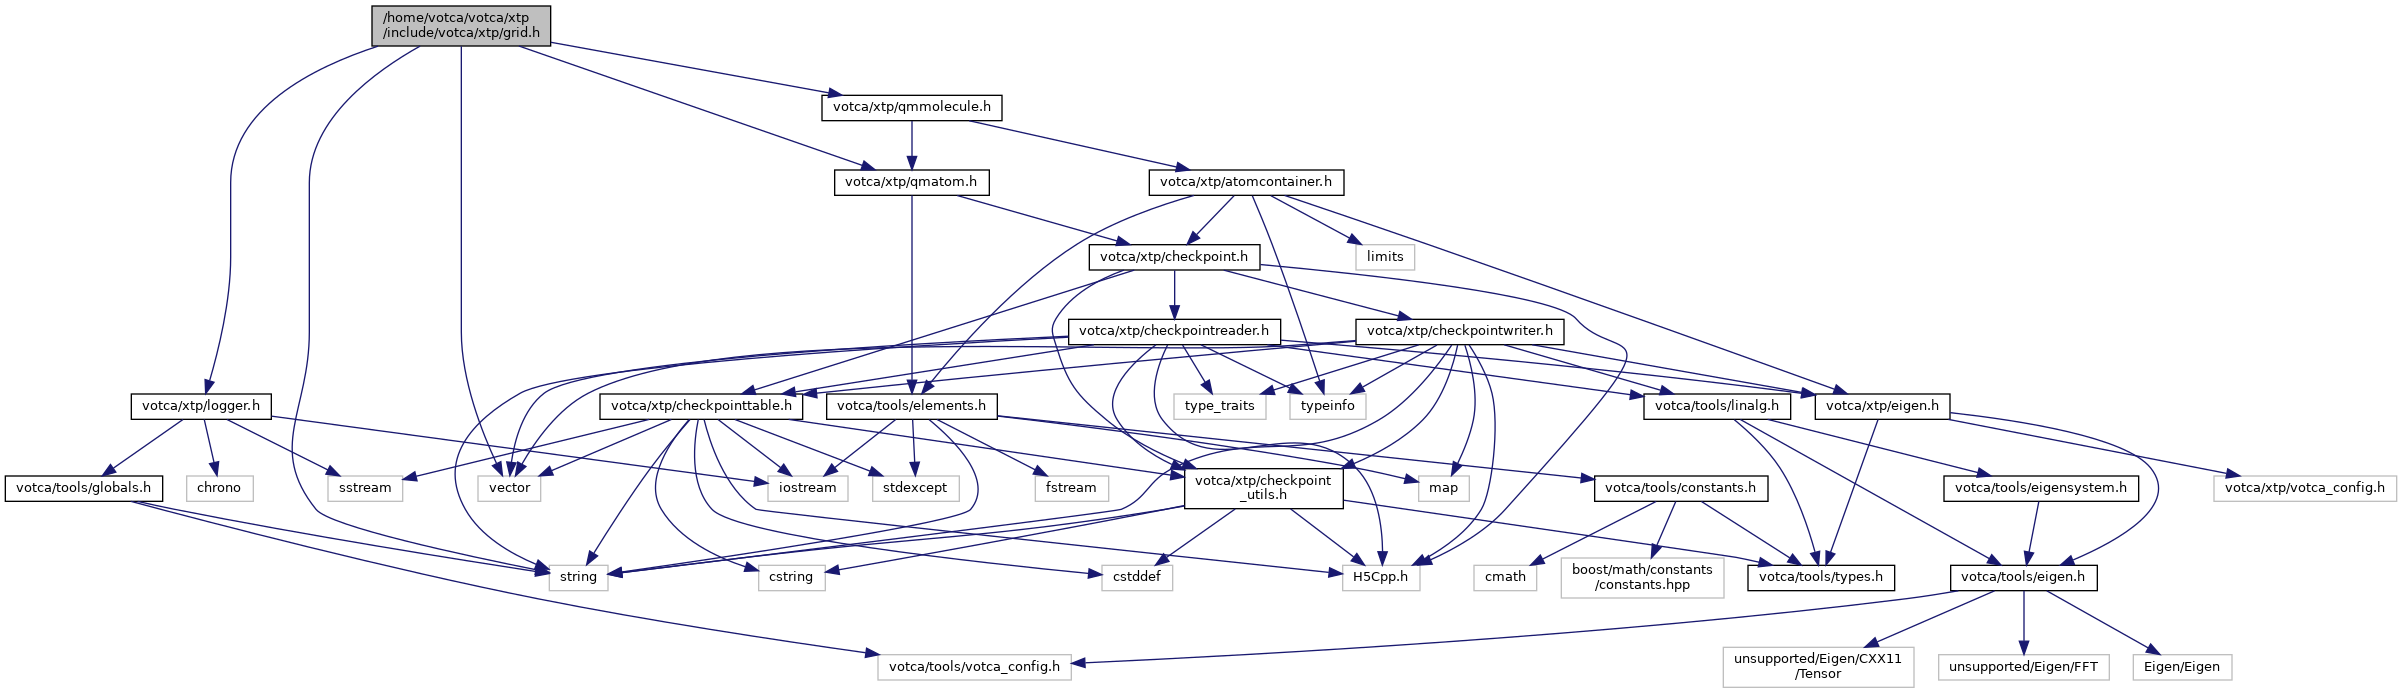 /home/votca/votca/xtp
/include/votca/xtp/grid.h
votca/xtp/qmmolecule.h
votca/xtp/qmatom.h
votca/xtp/atomcontainer.h
votca/xtp/checkpoint.h
limits
votca/xtp/checkpointreader.h
votca/xtp/checkpointwriter.h
votca/xtp/logger.h
votca/xtp/checkpointtable.h
votca/tools/elements.h
type_traits
typeinfo
votca/tools/linalg.h
votca/xtp/eigen.h
votca/tools/globals.h
chrono
sstream
vector
iostream
stdexcept
fstream
votca/xtp/checkpoint
_utils.h
map
votca/tools/constants.h
votca/tools/eigensystem.h
votca/xtp/votca_config.h
string
cstring
cstddef
H5Cpp.h
cmath
boost/math/constants
/constants.hpp
votca/tools/types.h
votca/tools/eigen.h
votca/tools/votca_config.h
unsupported/Eigen/CXX11
/Tensor
unsupported/Eigen/FFT
Eigen/Eigen